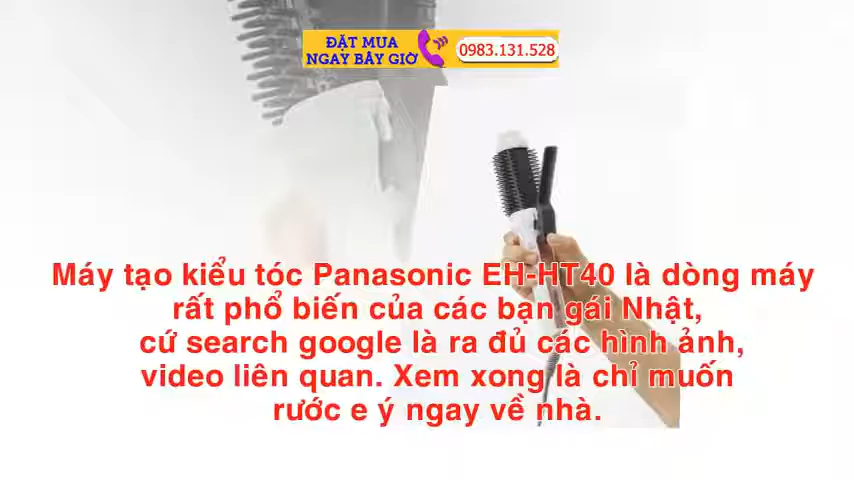 ĐẶT MUA
NGAY BÂY GIỜ
0983.131.528
Máy tạo kiểu tóc Panasonic EH-HT40 là dòng máy
rất phổ biến của các bạn gái Nhật,
cứ search google là ra đủ các hình ảnh,
video liên quan. Xem xong là chỉ muốn
rước e ý ngay về nhà.